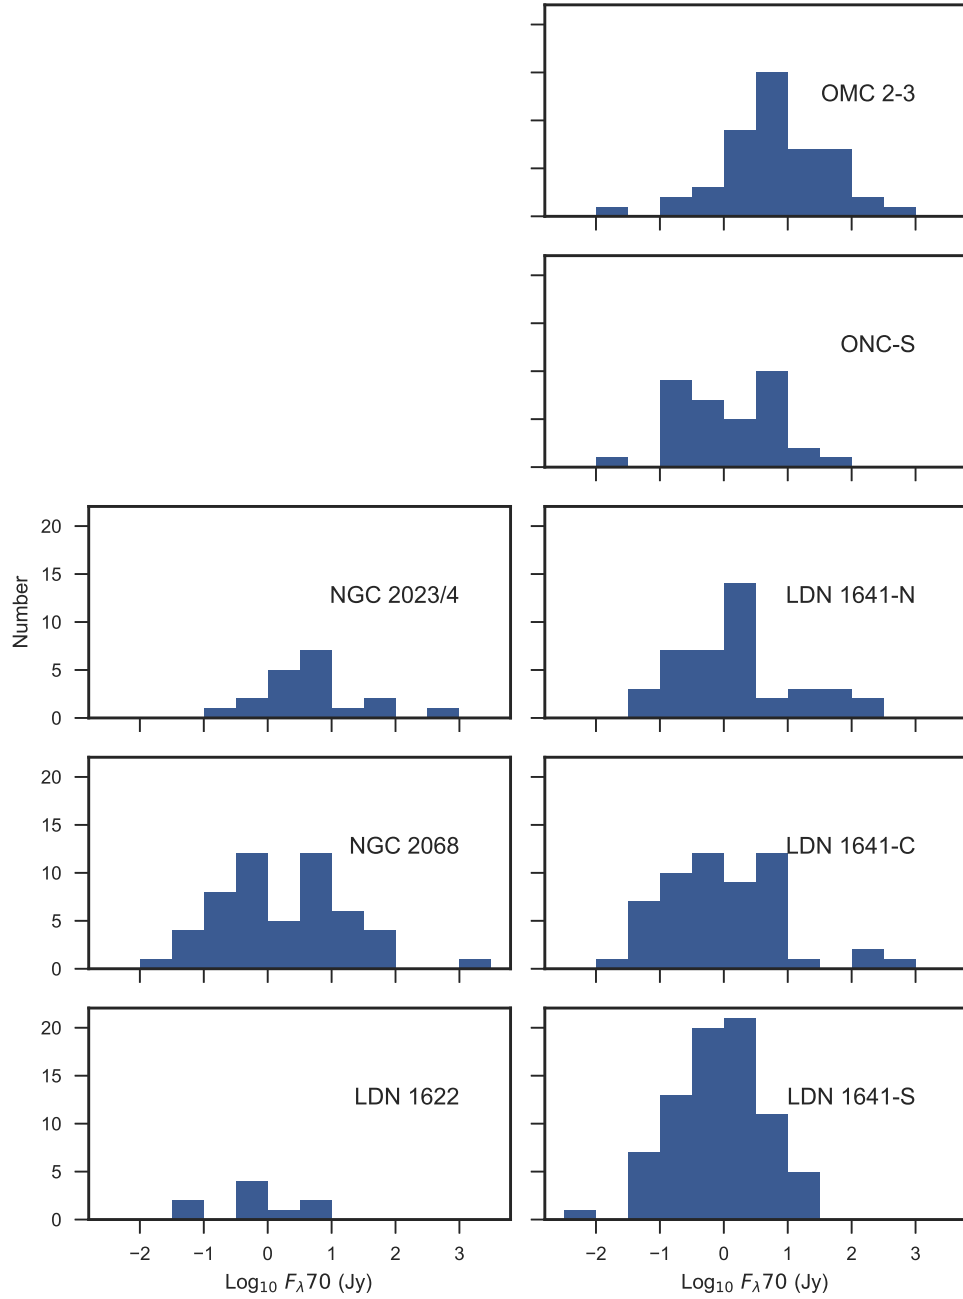 OMC 2-3
ONC-S
20
15
10
5
0
Number
NGC 2023/4
LDN 1641-N
20
15
10
5
0
NGC 2068
LDN 1641-C
20
15
10
5
0
LDN 1622
LDN 1641-S
−2 −1 0 1 2 3
−2 −1 0 1 2 3
Log₁₀ F_λ70 (Jy)
Log₁₀ F_λ70 (Jy)